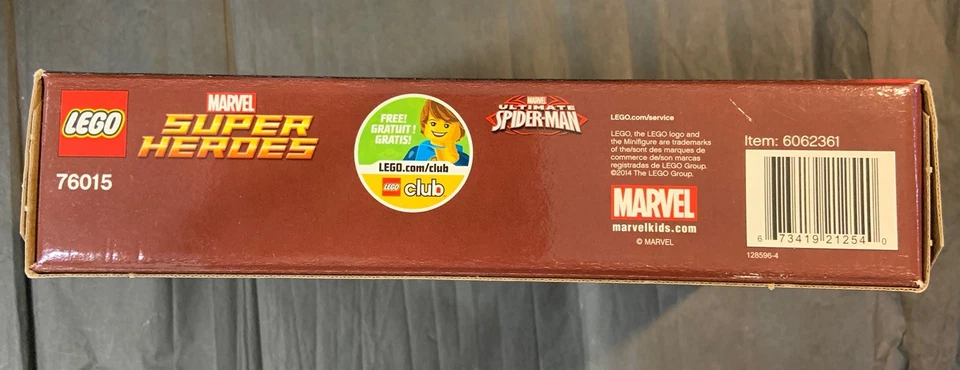 LEGO
MARVEL
SUPER
HEROES
76015
FREE!
GRATUIT !
GRATIS!
LEGO.com/club
LEGO club
MARVEL
ULTIMATE
SPIDER-MAN
LEGO.com/service
LEGO, the LEGO logo and
the Minifigure are trademarks
of the/sont des marques de
commerce de/son marcas
registradas de LEGO Group.
©2014 The LEGO Group.
MARVEL
marvelkids.com
© MARVEL
Item: 6062361
6 73419 21254 0
128596-4